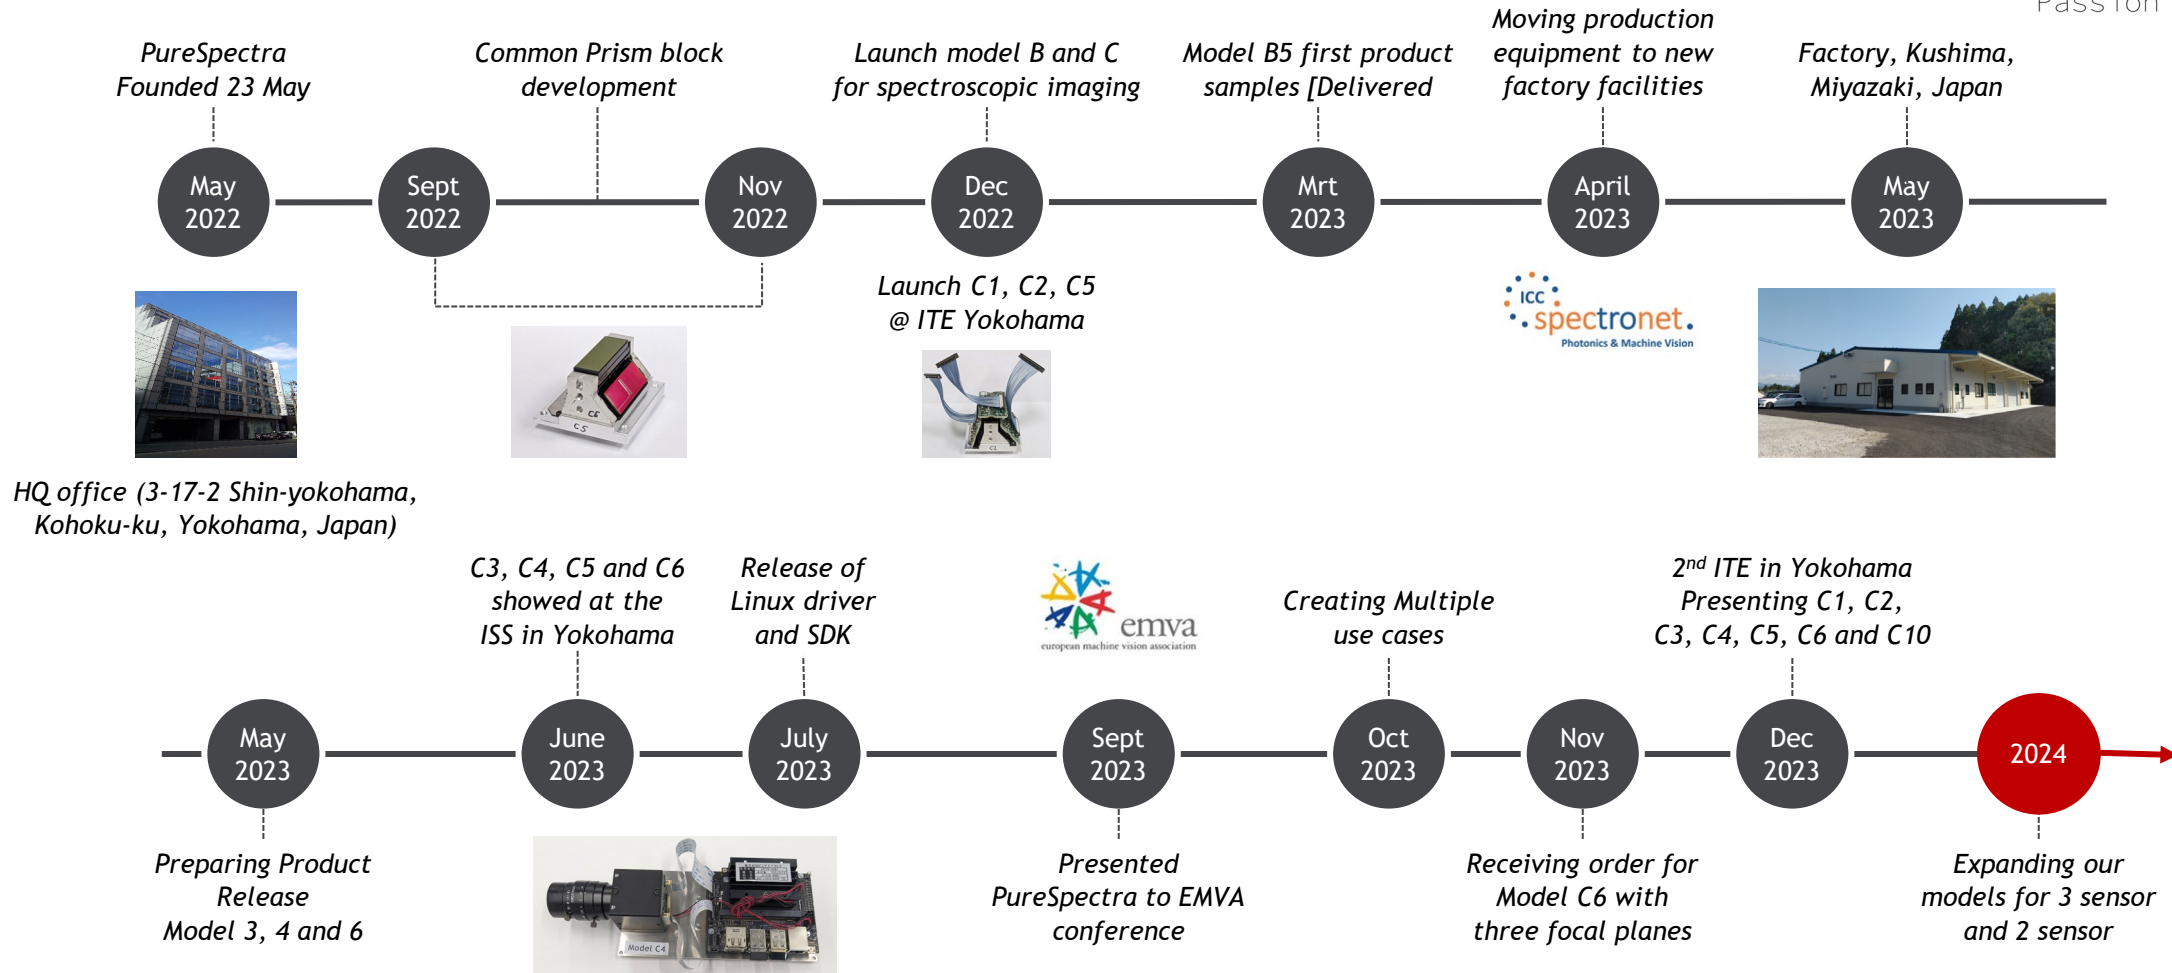 Passion
PureSpectra
Founded 23 May
Common Prism block
development
Launch model B and C
for spectroscopic imaging
Model B5 first product
samples [Delivered
Moving production
equipment to new
factory facilities
Factory, Kushima,
Miyazaki, Japan
May
2022
Sept
2022
Nov
2022
Dec
2022
Mrt
2023
April
2023
May
2023
Launch C1, C2, C5
@ ITE Yokohama
ICC
spectronet.
Photonics & Machine Vision
C5
C2
HQ office (3-17-2 Shin-yokohama,
Kohoku-ku, Yokohama, Japan)
C3, C4, C5 and C6
showed at the
ISS in Yokohama
Release of
Linux driver
and SDK
emva
european machine vision association
Creating Multiple
use cases
2nd ITE in Yokohama
Presenting C1, C2,
C3, C4, C5, C6 and C10
May
2023
June
2023
July
2023
Sept
2023
Oct
2023
Nov
2023
Dec
2023
2024
Preparing Product
Release
Model 3, 4 and 6
Model C4
Presented
PureSpectra to EMVA
conference
Receiving order for
Model C6 with
three focal planes
Expanding our
models for 3 sensor
and 2 sensor